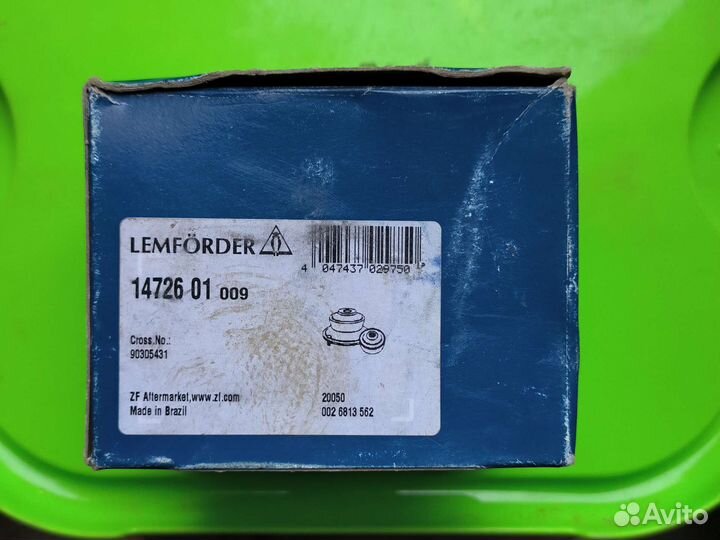 LEMFÖRDER
4 047437 029750
14726 01 009
Cross.No.:
90305431
ZF Aftermarket,www.zf.com
Made in Brazil
20050
002 6813 562
Avito